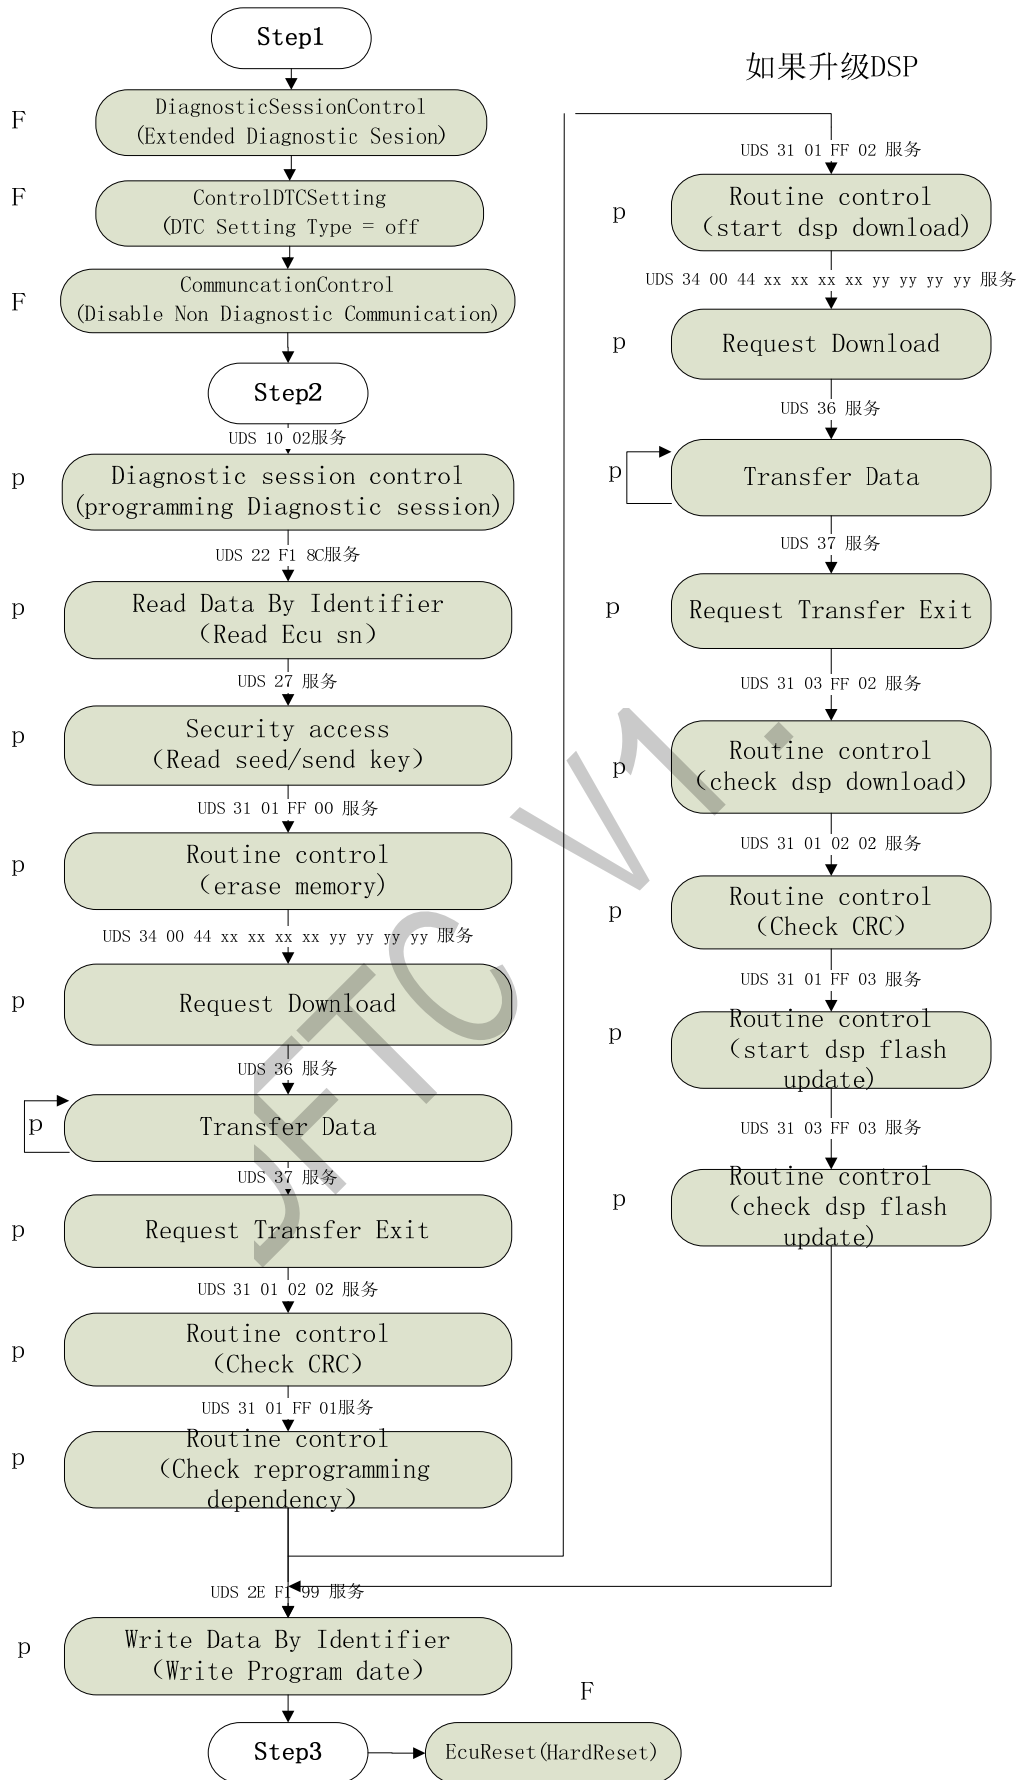 Step1
F
DiagnosticSessionControl
(Extended Diagnostic Sesion)
F
ControlDTCSetting
(DTC Setting Type = off
F
CommuncationControl
(Disable Non Diagnostic Communication)
Step2
UDS 10 02服务
p
Diagnostic session control
(programming Diagnostic session)
UDS 22 F1 8C服务
p
Read Data By Identifier
(Read Ecu sn)
UDS 27 服务
p
Security access
(Read seed/send key)
UDS 31 01 FF 00 服务
p
Routine control
(erase memory)
UDS 34 00 44 xx xx xx xx yy yy yy yy 服务
p
Request Download
UDS 36 服务
p
Transfer Data
UDS 37 服务
p
Request Transfer Exit
UDS 31 01 02 02 服务
p
Routine control
(Check CRC)
UDS 31 01 FF 01服务
p
Routine control
(Check reprogramming
dependency)
UDS 2E F1 99 服务
p
Write Data By Identifier
(Write Program date)
Step3
F
EcuReset(HardReset)
如果升级DSP
UDS 31 01 FF 02 服务
p
Routine control
(start dsp download)
UDS 34 00 44 xx xx xx xx yy yy yy yy 服务
p
Request Download
UDS 36 服务
p
Transfer Data
UDS 37 服务
p
Request Transfer Exit
UDS 31 03 FF 02 服务
p
Routine control
(check dsp download)
UDS 31 01 02 02 服务
p
Routine control
(Check CRC)
UDS 31 01 FF 03 服务
p
Routine control
(start dsp flash
update)
UDS 31 03 FF 03 服务
p
Routine control
(check dsp flash
update)
V1.